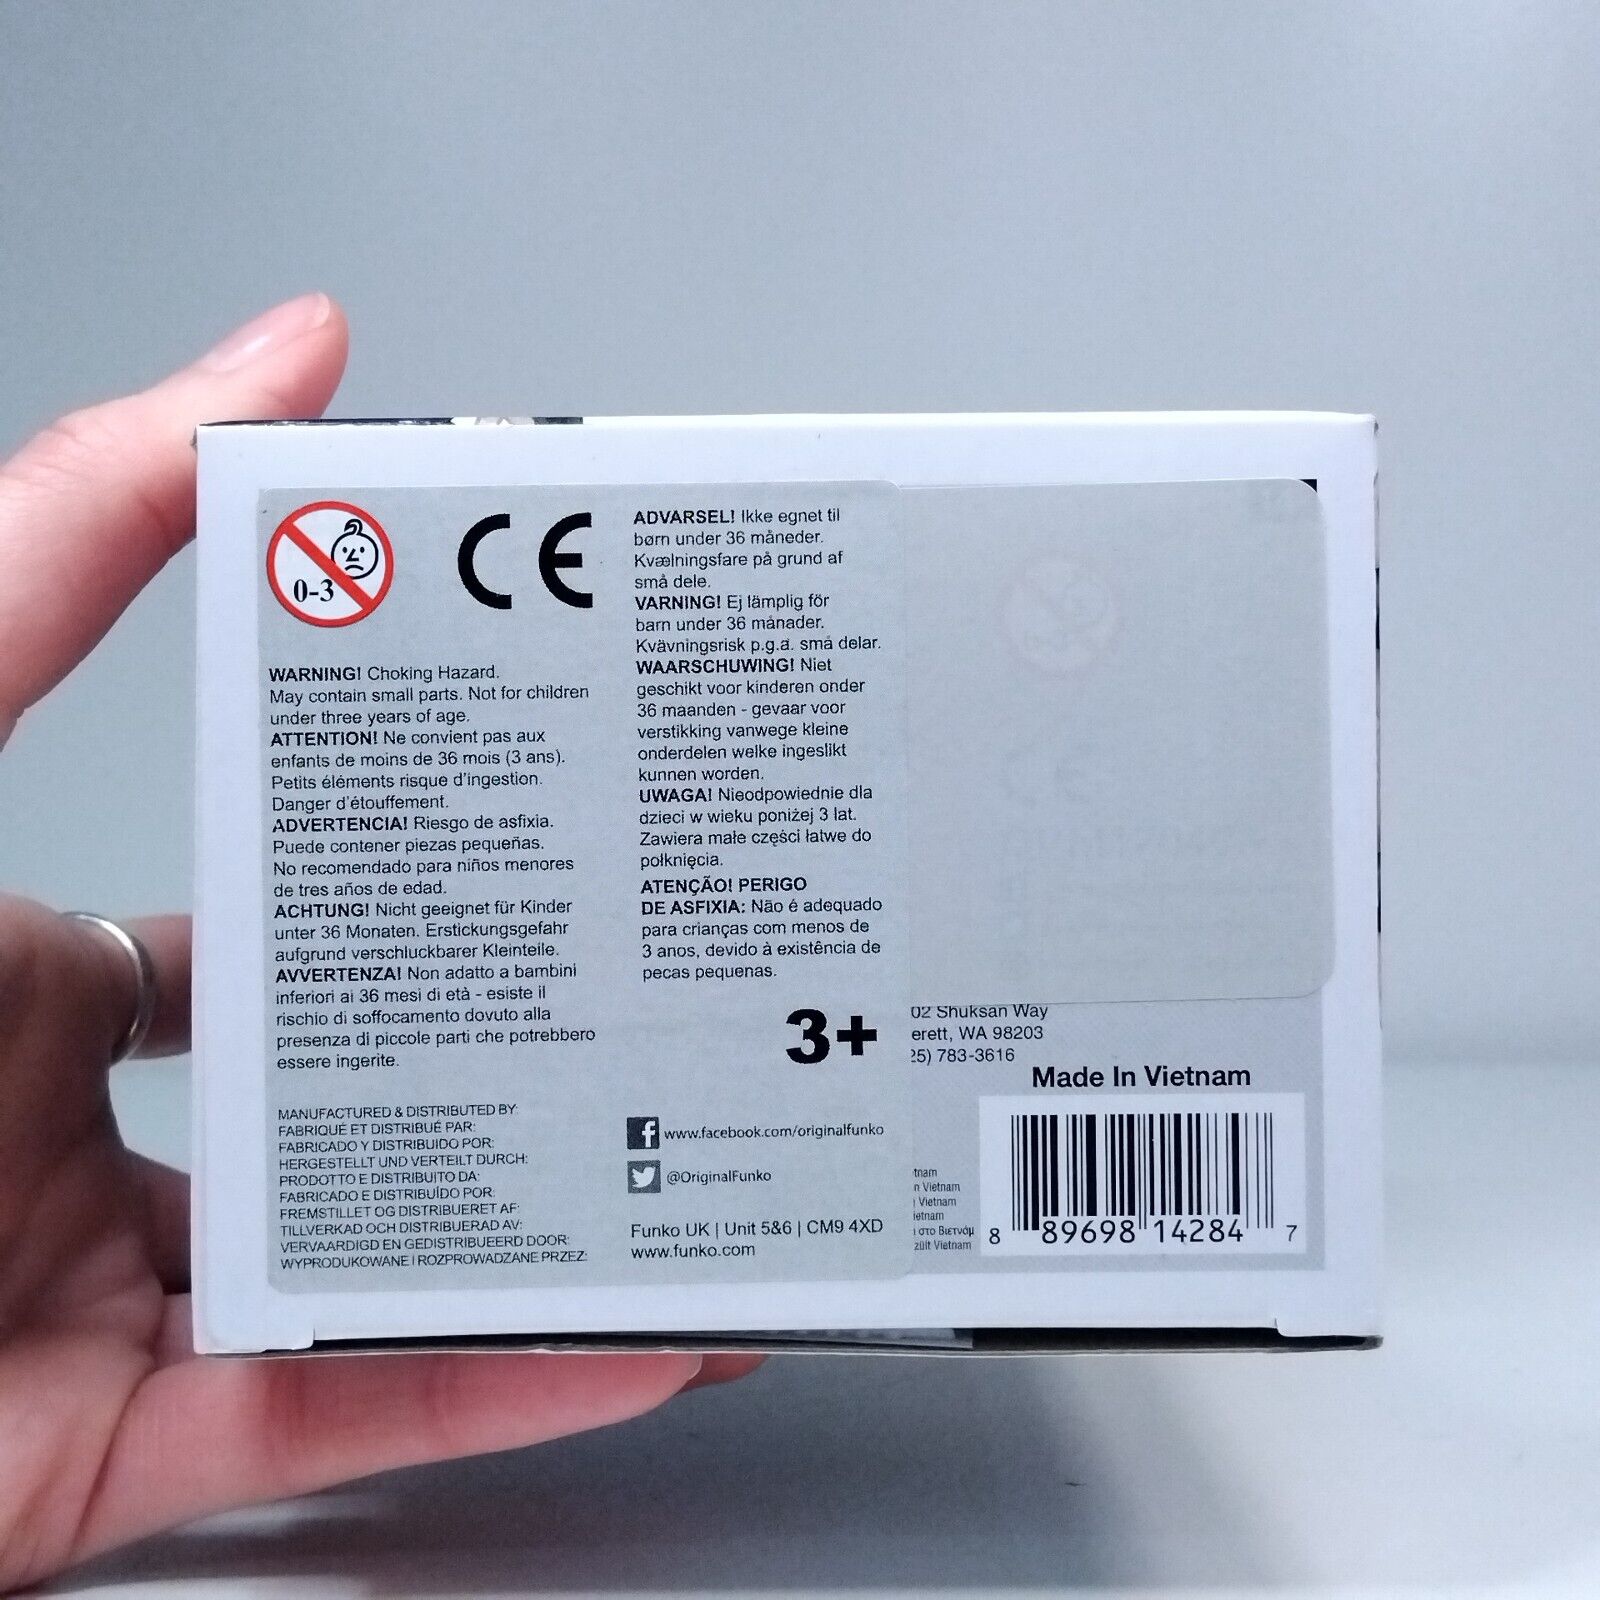 0-3
CE
WARNING! Choking Hazard.
May contain small parts. Not for children
under three years of age.
ATTENTION! Ne convient pas aux
enfants de moins de 36 mois (3 ans).
Petits éléments risque d'ingestion.
Danger d'étouffement.
ADVERTENCIA! Riesgo de asfixia.
Puede contener piezas pequeñas.
No recomendado para niños menores
de tres años de edad.
ACHTUNG! Nicht geeignet für Kinder
unter 36 Monaten. Erstickungsgefahr
aufgrund verschluckbarer Kleinteile.
AVVERTENZA! Non adatto a bambini
inferiori ai 36 mesi di età - esiste il
rischio di soffocamento dovuto alla
presenza di piccole parti che potrebbero
essere ingerite.
MANUFACTURED & DISTRIBUTED BY:
FABRIQUÉ ET DISTRIBUÉ PAR:
FABRICADO Y DISTRIBUIDO POR:
HERGESTELLT UND VERTEILT DURCH:
PRODOTTO E DISTRIBUITO DA:
FABRICADO E DISTRIBUÍDO POR:
FREMSTILLET OG DISTRIBUERET AF:
TILLVERKAD OCH DISTRIBUERAD AV:
VERVAARDIGD EN GEDISTRIBUEERD DOOR:
WYPRODUKOWANE I ROZPROWADZANE PRZEZ:
ADVARSEL! Ikke egnet til
børn under 36 måneder.
Kvælningsfare på grund af
små dele.
VARNING! Ej lämplig för
barn under 36 månader.
Kvävningsrisk p.g.a. små delar.
WAARSCHUWING! Niet
geschikt voor kinderen onder
36 maanden - gevaar voor
verstikking vanwege kleine
onderdelen welke ingeslikt
kunnen worden.
UWAGA! Nieodpowiednie dla
dzieci w wieku poniżej 3 lat.
Zawiera małe części łatwe do
połknięcia.
ATENÇÃO! PERIGO
DE ASFIXIA: Não é adequado
para crianças com menos de
3 anos, devido à existência de
pecas pequenas.
3+
www.facebook.com/originalfunko
@OriginalFunko
Funko UK | Unit 5&6 | CM9 4XD
www.funko.com
02 Shuksan Way
erett, WA 98203
25) 783-3616
Made In Vietnam
tnam
n Vietnam
Vietnam
ietnam
στο Βιετνάμ
zült Vietnam
8 89698 14284 7